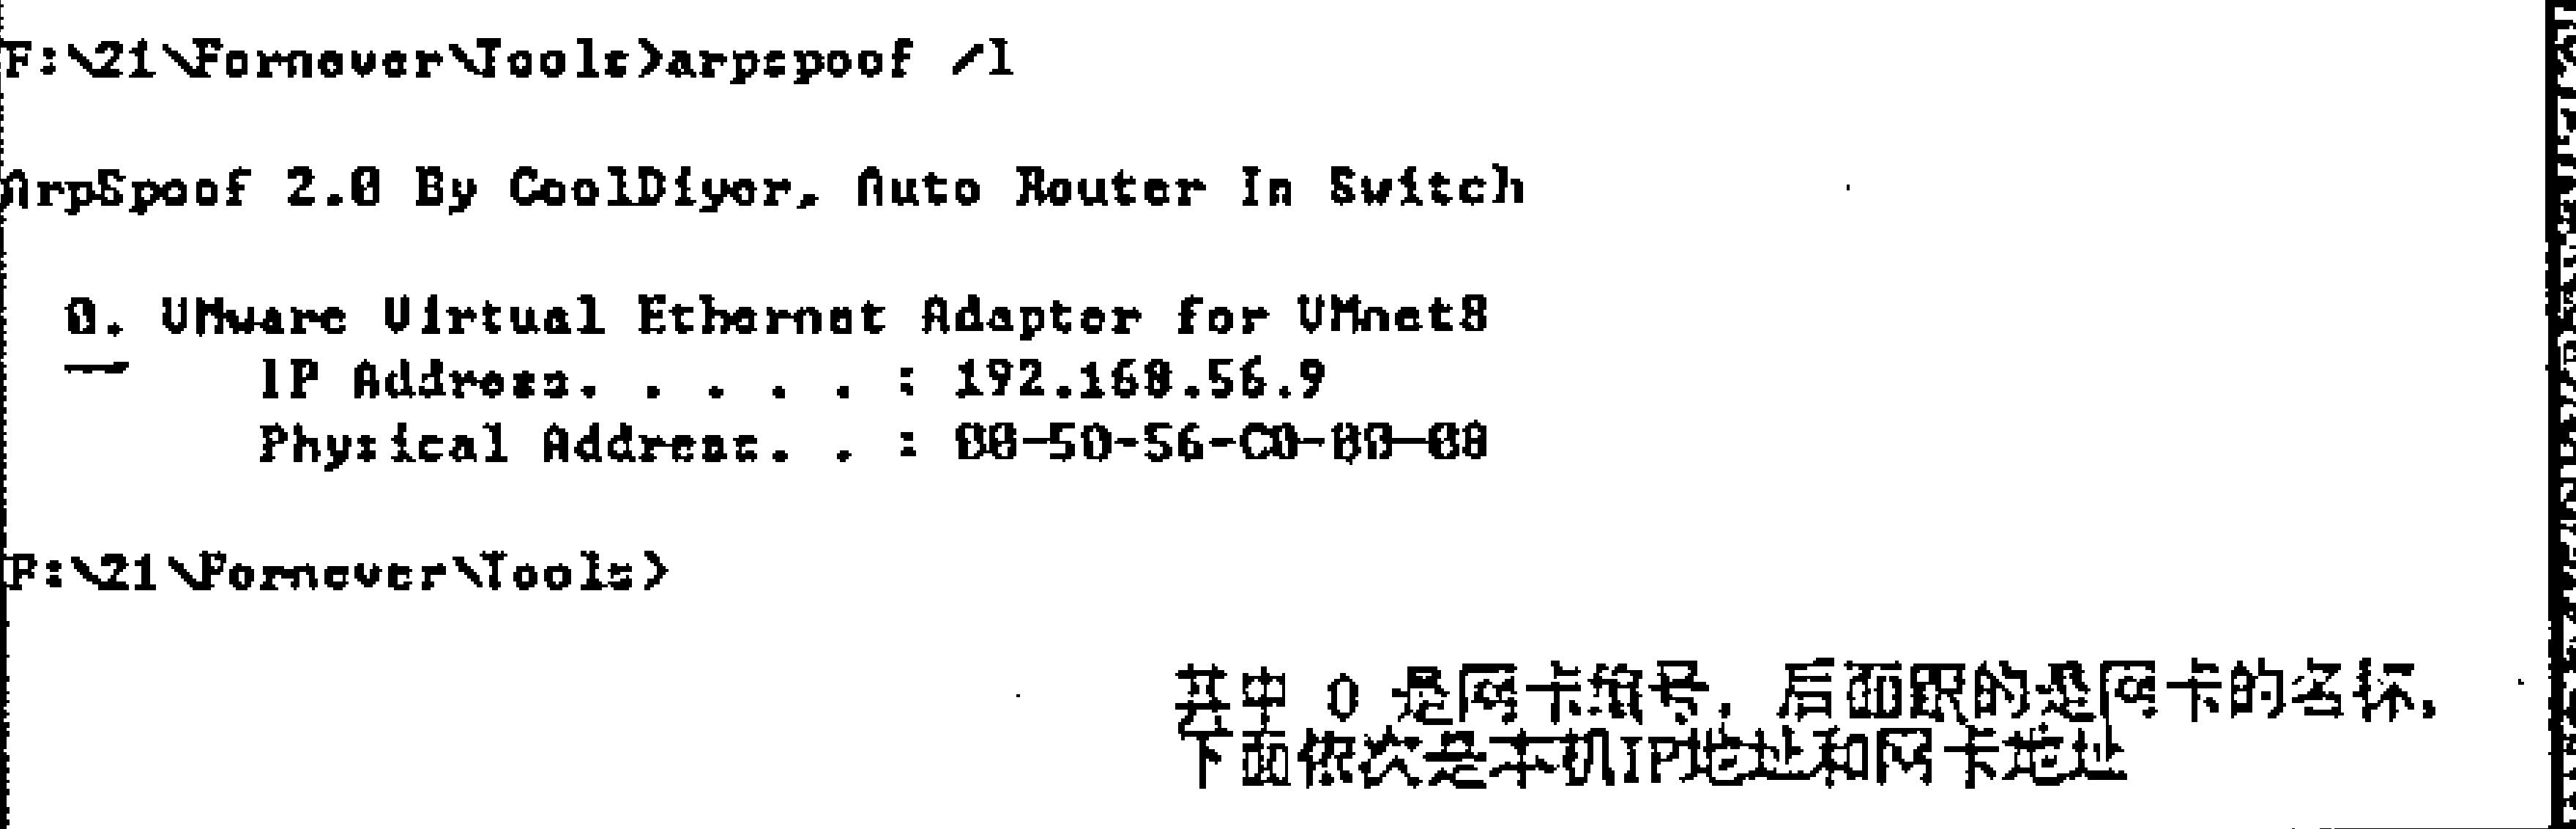 F:\21\Fornever\Tools>arpspoof /l
ArpSpoof 2.0 By CoolDiyer, Auto Router In Switch
0. VMware Virtual Ethernet Adapter for VMnet8
IP Address. . . . . : 192.168.56.9
Physical Address. . : 00-50-56-C0-00-08
F:\21\Fornever\Tools>
其中 0 是网卡编号, 后面跟的是网卡的名称,
下面依次是本机IP地址和网卡地址